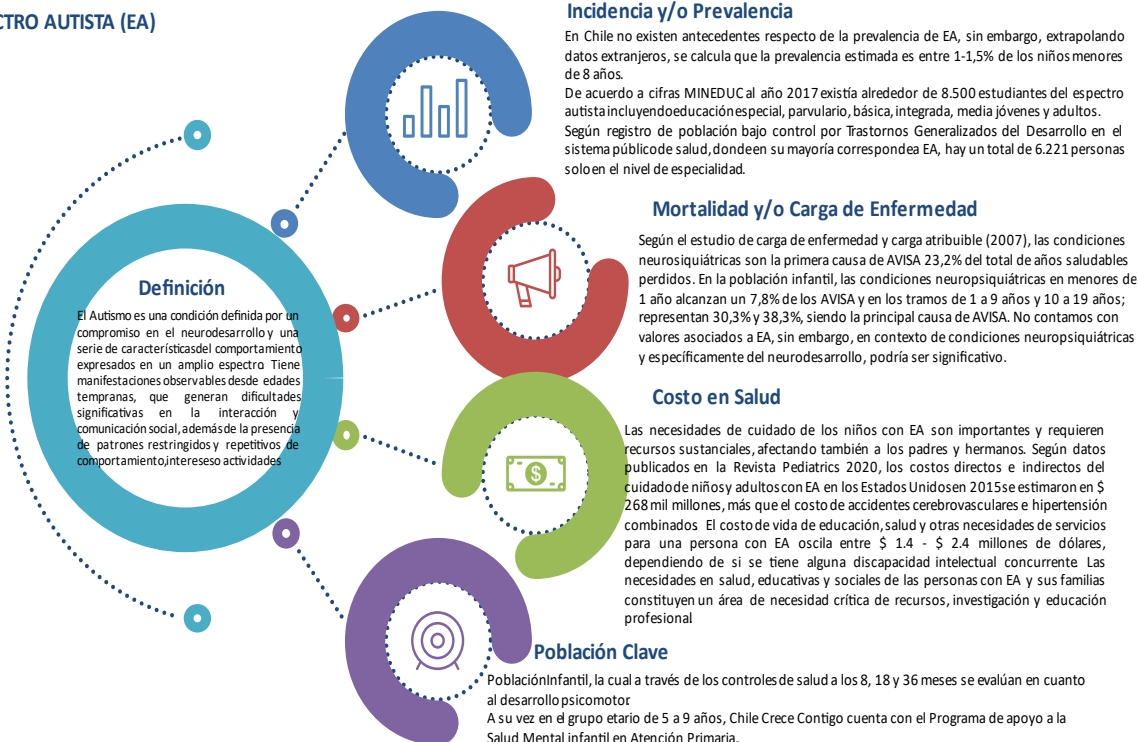 CTRO AUTISTA (EA)
Incidencia y/o Prevalencia
En Chile no existen antecedentes respecto de la prevalencia de EA, sin embargo, extrapolando
datos extranjeros, se calcula que la prevalencia estimada es entre 1-1,5% de los niños menores
de 8 años.
De acuerdo a cifras MINEDUC al año 2017 existía alrededor de 8.500 estudiantes del espectro
autista incluyendo educación especial, parvulario, básica, integrada, media jóvenes y adultos.
Según registro de población bajo control por Trastornos Generalizados del Desarrollo en el
sistema público de salud, donde en su mayoría corresponde a EA, hay un total de 6.221 personas
solo en el nivel de especialidad.
Mortalidad y/o Carga de Enfermedad
Según el estudio de carga de enfermedad y carga atribuible (2007), las condiciones
neurosiquiátricas son la primera causa de AVISA 23,2% del total de años saludables
perdidos. En la población infantil, las condiciones neuropsiquiátricas en menores de
1 año alcanzan un 7,8% de los AVISA y en los tramos de 1 a 9 años y 10 a 19 años;
representan 30,3% y 38,3%, siendo la principal causa de AVISA. No contamos con
valores asociados a EA, sin embargo, en contexto de condiciones neuropsiquiátricas
y específicamente del neurodesarrollo, podría ser significativo.
Definición
El Autismo es una condición definida por un
compromiso en el neurodesarrollo y una
serie de características del comportamiento
expresados en un amplio espectro. Tiene
manifestaciones observables desde edades
tempranas, que generan dificultades
significativas en la interacción y
comunicación social, además de la presencia
de patrones restringidos y repetitivos de
comportamiento, intereses o actividades
Costo en Salud
Las necesidades de cuidado de los niños con EA son importantes y requieren
recursos sustanciales, afectando también a los padres y hermanos. Según datos
publicados en la Revista Pediatrics 2020, los costos directos e indirectos del
cuidado de niños y adultos con EA en los Estados Unidos en 2015 se estimaron en $
268 mil millones, más que el costo de accidentes cerebrovasculares e hipertensión
combinados El costo de vida de educación, salud y otras necesidades de servicios
para una persona con EA oscila entre $ 1.4 - $ 2.4 millones de dólares,
dependiendo de si se tiene alguna discapacidad intelectual concurrente. Las
necesidades en salud, educativas y sociales de las personas con EA y sus familias
constituyen un área de necesidad crítica de recursos, investigación y educación
profesional
Población Clave
Población Infantil, la cual a través de los controles de salud a los 8, 18 y 36 meses se evalúan en cuanto
al desarrollo psicomotor.
A su vez en el grupo etario de 5 a 9 años, Chile Crece Contigo cuenta con el Programa de apoyo a la
Salud Mental infantil en Atención Primaria.